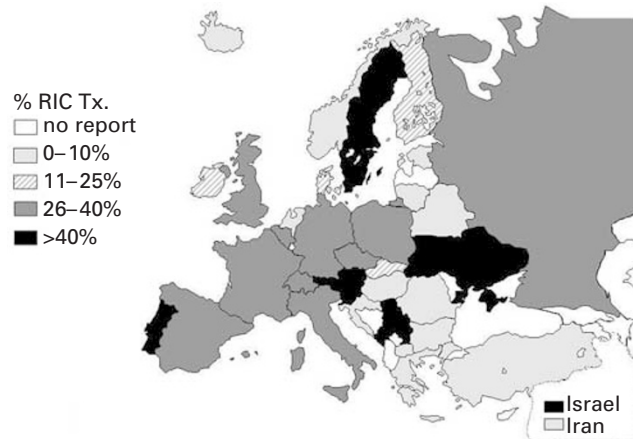 % RIC Tx.
no report
0–10%
11–25%
26–40%
>40%
Israel
Iran